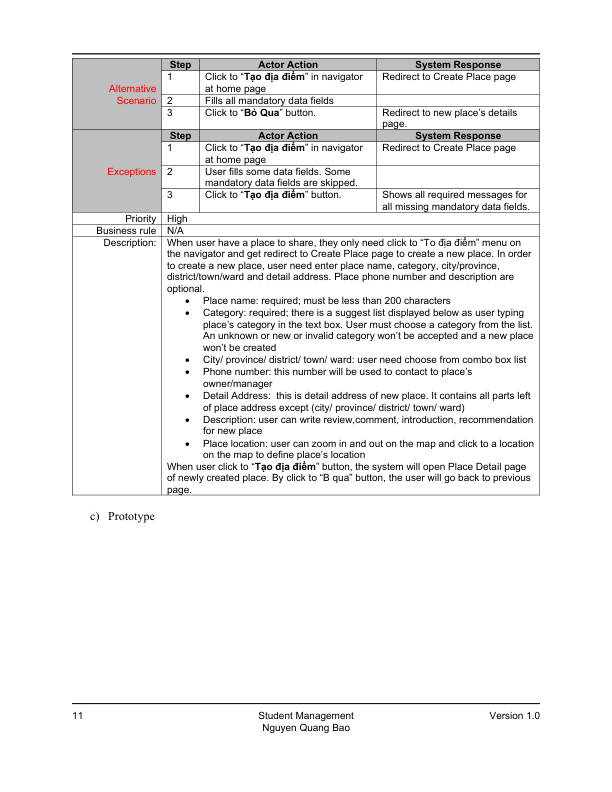 Step Actor Action System Response
1 Click to “Tạo địa điểm” in navigator Redirect to Create Place page
Alternative at home page
Scenario 2 Fills all mandatory data fields
3 Click to “Bỏ Qua” button. Redirect to new place’s details
page.
Step Actor Action System Response
1 Click to “Tạo địa điểm” in navigator Redirect to Create Place page
at home page
Exceptions 2 User fills some data fields. Some
mandatory data fields are skipped.
3 Click to “Tạo địa điểm” button. Shows all required messages for
all missing mandatory data fields.
Priority High
Business rule N/A
Description: When user have a place to share, they only need click to “To địa điểm” menu on
the navigator and get redirect to Create Place page to create a new place. In order
to create a new place, user need enter place name, category, city/province,
district/town/ward and detail address. Place phone number and description are
optional.
• Place name: required; must be less than 200 characters
• Category: required; there is a suggest list displayed below as user typing
place’s category in the text box. User must choose a category from the list.
An unknown or new or invalid category won’t be accepted and a new place
won’t be created
• City/ province/ district/ town/ ward: user need choose from combo box list
• Phone number: this number will be used to contact to place’s
owner/manager
• Detail Address: this is detail address of new place. It contains all parts left
of place address except (city/ province/ district/ town/ ward)
• Description: user can write review,comment, introduction, recommendation
for new place
• Place location: user can zoom in and out on the map and click to a location
on the map to define place’s location
When user click to “Tạo địa điểm” button, the system will open Place Detail page
of newly created place. By click to “B qua” button, the user will go back to previous
page.
c) Prototype
11 Student Management Version 1.0
Nguyen Quang Bao